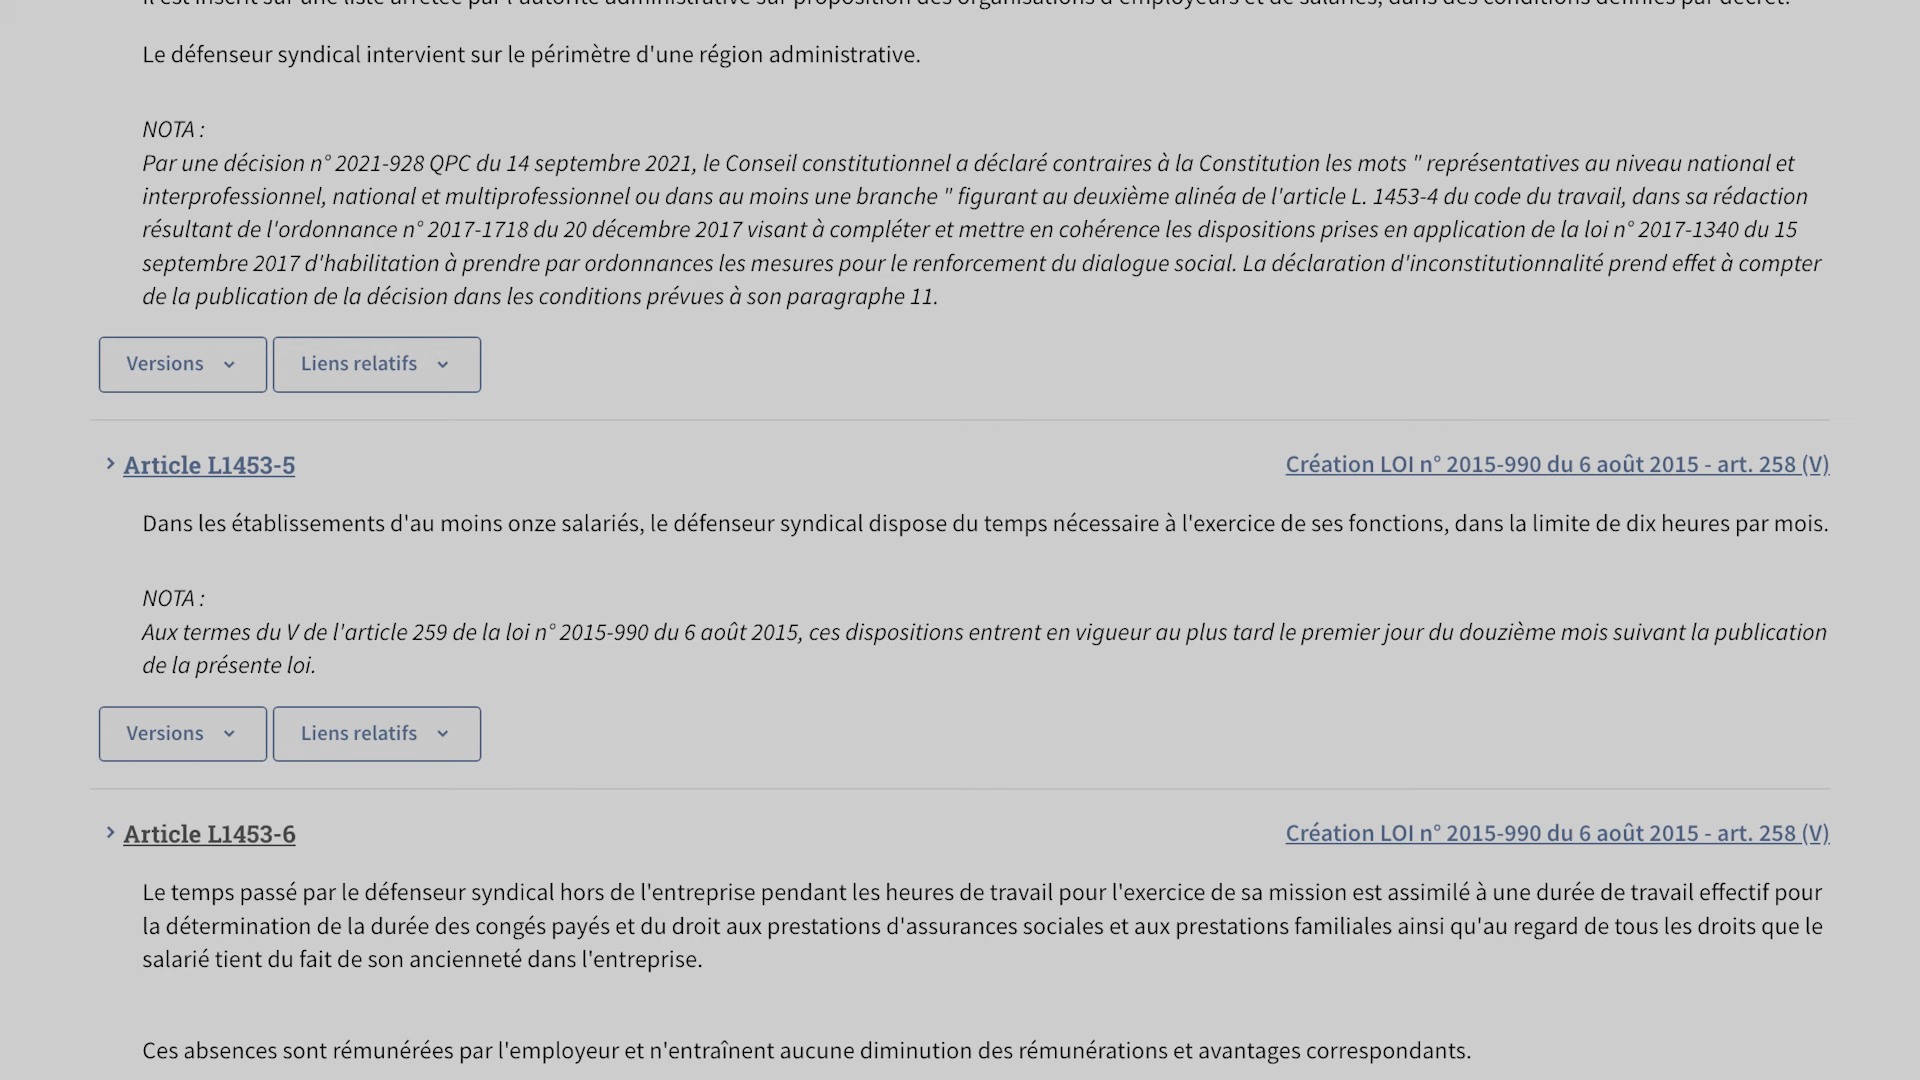 il est inscrit sur une liste arrêtée par l'autorité administrative sur proposition des organisations d'employeurs et de salariés, dans des conditions définies par décret.
Le défenseur syndical intervient sur le périmètre d'une région administrative.
NOTA :
Par une décision n° 2021-928 QPC du 14 septembre 2021, le Conseil constitutionnel a déclaré contraires à la Constitution les mots " représentatives au niveau national et
interprofessionnel, national et multiprofessionnel ou dans au moins une branche " figurant au deuxième alinéa de l'article L. 1453-4 du code du travail, dans sa rédaction
résultant de l'ordonnance n° 2017-1718 du 20 décembre 2017 visant à compléter et mettre en cohérence les dispositions prises en application de la loi n° 2017-1340 du 15
septembre 2017 d'habilitation à prendre par ordonnances les mesures pour le renforcement du dialogue social. La déclaration d'inconstitutionnalité prend effet à compter
de la publication de la décision dans les conditions prévues à son paragraphe 11.
Versions Liens relatifs
Article L1453-5 Création LOI n° 2015-990 du 6 août 2015 - art. 258 (V)
Dans les établissements d'au moins onze salariés, le défenseur syndical dispose du temps nécessaire à l'exercice de ses fonctions, dans la limite de dix heures par mois.
NOTA :
Aux termes du V de l'article 259 de la loi n° 2015-990 du 6 août 2015, ces dispositions entrent en vigueur au plus tard le premier jour du douzième mois suivant la publication
de la présente loi.
Versions Liens relatifs
Article L1453-6 Création LOI n° 2015-990 du 6 août 2015 - art. 258 (V)
Le temps passé par le défenseur syndical hors de l'entreprise pendant les heures de travail pour l'exercice de sa mission est assimilé à une durée de travail effectif pour
la détermination de la durée des congés payés et du droit aux prestations d'assurances sociales et aux prestations familiales ainsi qu'au regard de tous les droits que le
salarié tient du fait de son ancienneté dans l'entreprise.
Ces absences sont rémunérées par l'employeur et n'entraînent aucune diminution des rémunérations et avantages correspondants.